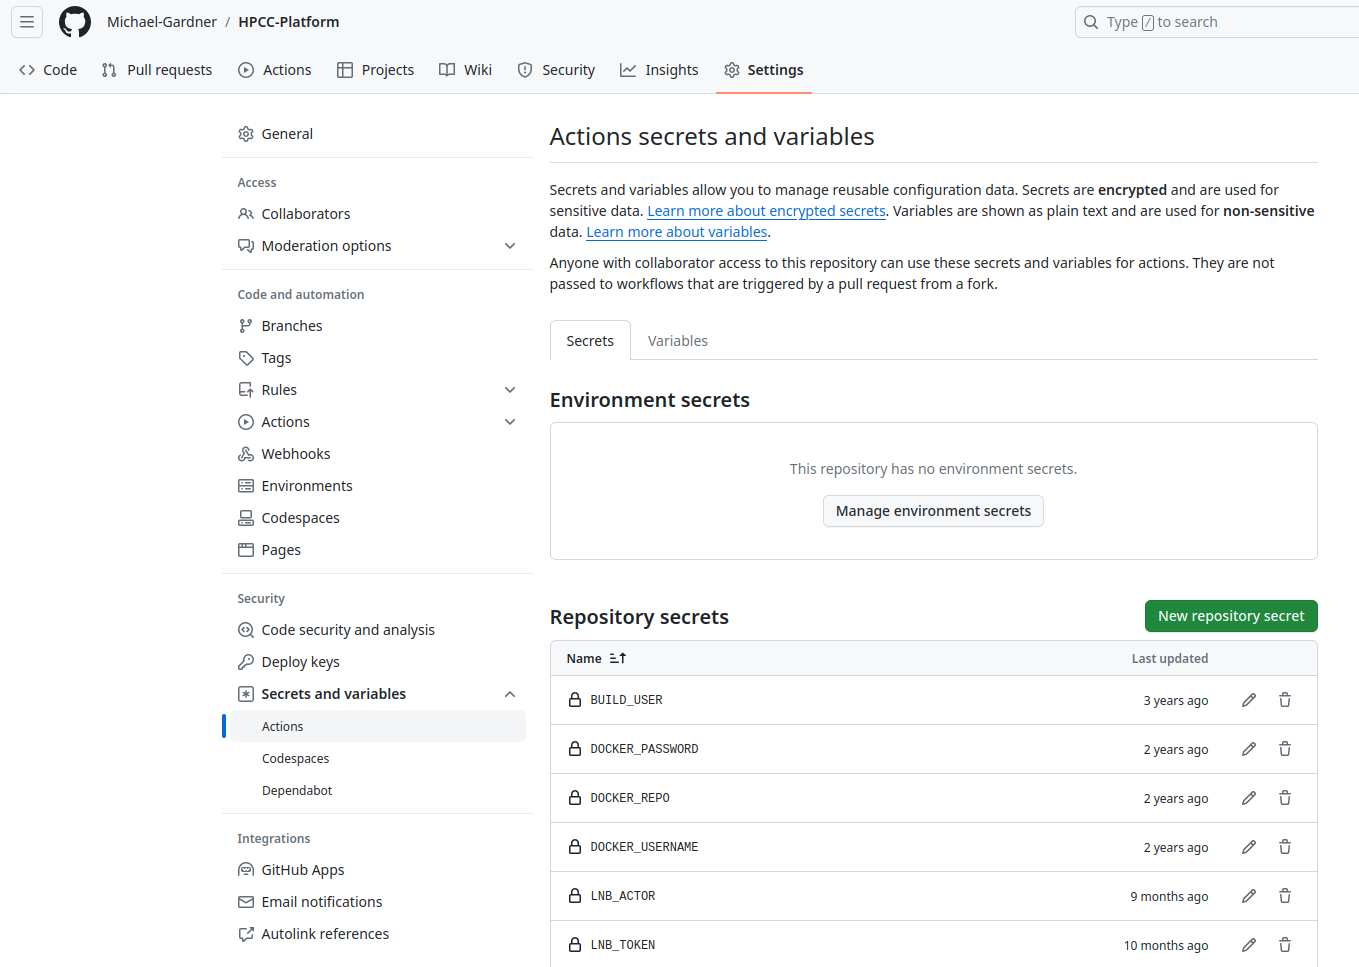 Michael-Gardner / HPCC-Platform
Type / to search
Code
Pull requests
Actions
Projects
Wiki
Security
Insights
Settings
General
Access
Collaborators
Moderation options
Code and automation
Branches
Tags
Rules
Actions
Webhooks
Environments
Codespaces
Pages
Security
Code security and analysis
Deploy keys
Secrets and variables
Actions
Codespaces
Dependabot
Integrations
GitHub Apps
Email notifications
Autolink references
Actions secrets and variables
Secrets and variables allow you to manage reusable configuration data. Secrets are encrypted and are used for
sensitive data. Learn more about encrypted secrets. Variables are shown as plain text and are used for non-sensitive
data. Learn more about variables.
Anyone with collaborator access to this repository can use these secrets and variables for actions. They are not
passed to workflows that are triggered by a pull request from a fork.
Secrets
Variables
Environment secrets
This repository has no environment secrets.
Manage environment secrets
Repository secrets
New repository secret
Name
Last updated
BUILD_USER
3 years ago
DOCKER_PASSWORD
2 years ago
DOCKER_REPO
2 years ago
DOCKER_USERNAME
2 years ago
LNB_ACTOR
9 months ago
LNB_TOKEN
10 months ago